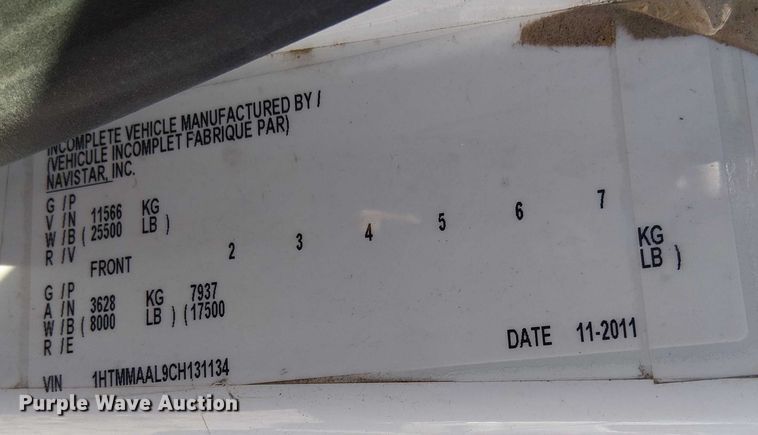 INCOMPLETE VEHICLE MANUFACTURED BY /
(VEHICULE INCOMPLET FABRIQUE PAR)
NAVISTAR, INC.
G / P
V / N 11566 KG
W / B ( 25500 LB )
R / V
FRONT 2 3 4 5 6 7
G / P
A / N 3628 KG 7937 KG
W / B ( 8000 LB ) ( 17500 LB )
R / E
DATE 11-2011
VIN 1HTMMAAL9CH131134
Purple Wave Auction